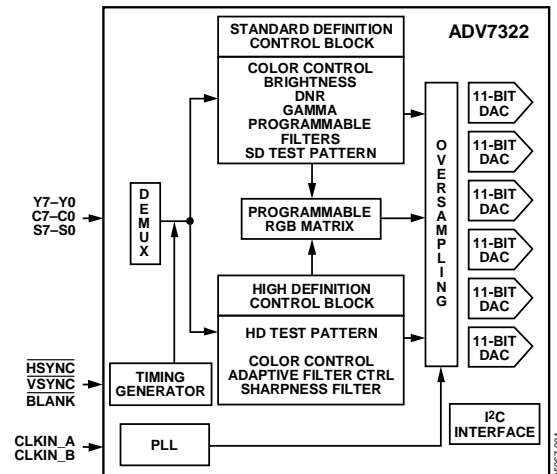 STANDARD DEFINITION
CONTROL BLOCK
ADV7322
COLOR CONTROL
BRIGHTNESS
DNR
GAMMA
PROGRAMMABLE
FILTERS
SD TEST PATTERN
Y7–Y0
C7–C0
S7–S0
DEMUX
PROGRAMMABLE
RGB MATRIX
OVERSAMPLING
11-BIT
DAC
11-BIT
DAC
11-BIT
DAC
11-BIT
DAC
11-BIT
DAC
11-BIT
DAC
HIGH DEFINITION
CONTROL BLOCK
HD TEST PATTERN
COLOR CONTROL
ADAPTIVE FILTER CTRL
SHARPNESS FILTER
HSYNC
VSYNC
BLANK
TIMING
GENERATOR
CLKIN_A
CLKIN_B
PLL
I²C
INTERFACE